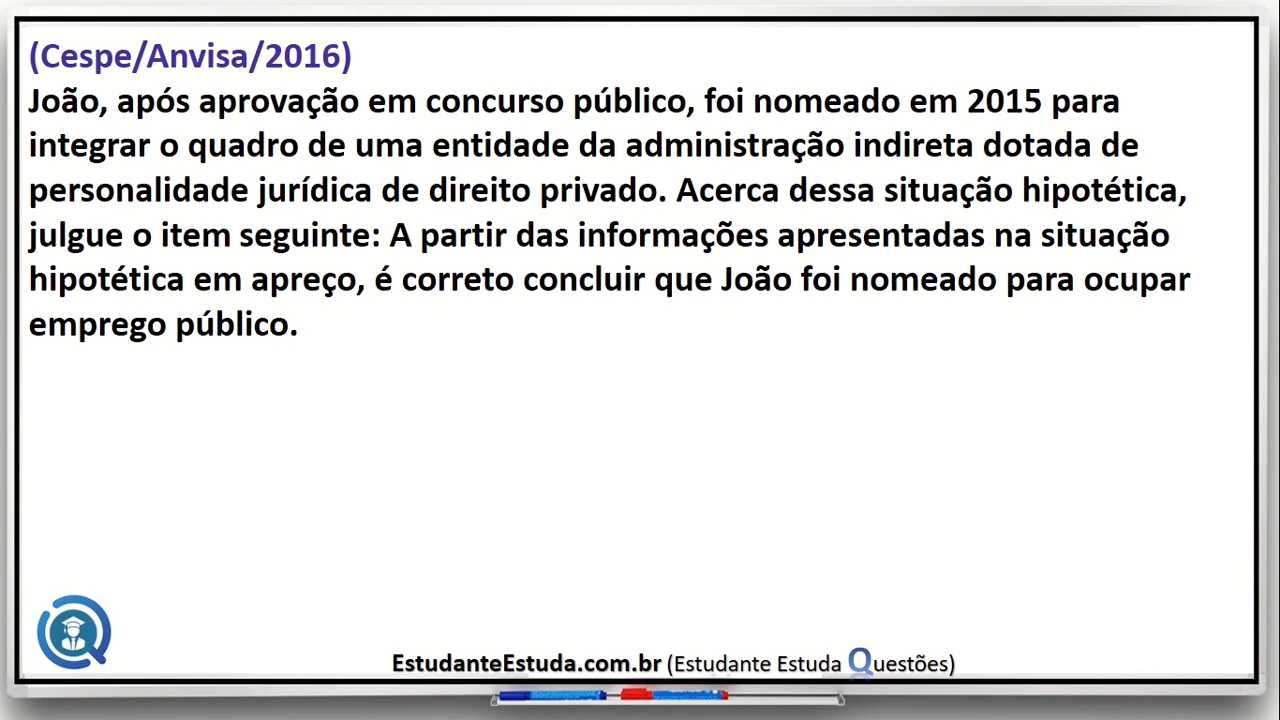 (Cespe/Anvisa/2016)
João, após aprovação em concurso público, foi nomeado em 2015 para
integrar o quadro de uma entidade da administração indireta dotada de
personalidade jurídica de direito privado. Acerca dessa situação hipotética,
julgue o item seguinte: A partir das informações apresentadas na situação
hipotética em apreço, é correto concluir que João foi nomeado para ocupar
emprego público.
EstudanteEstuda.com.br (Estudante Estuda Questões)